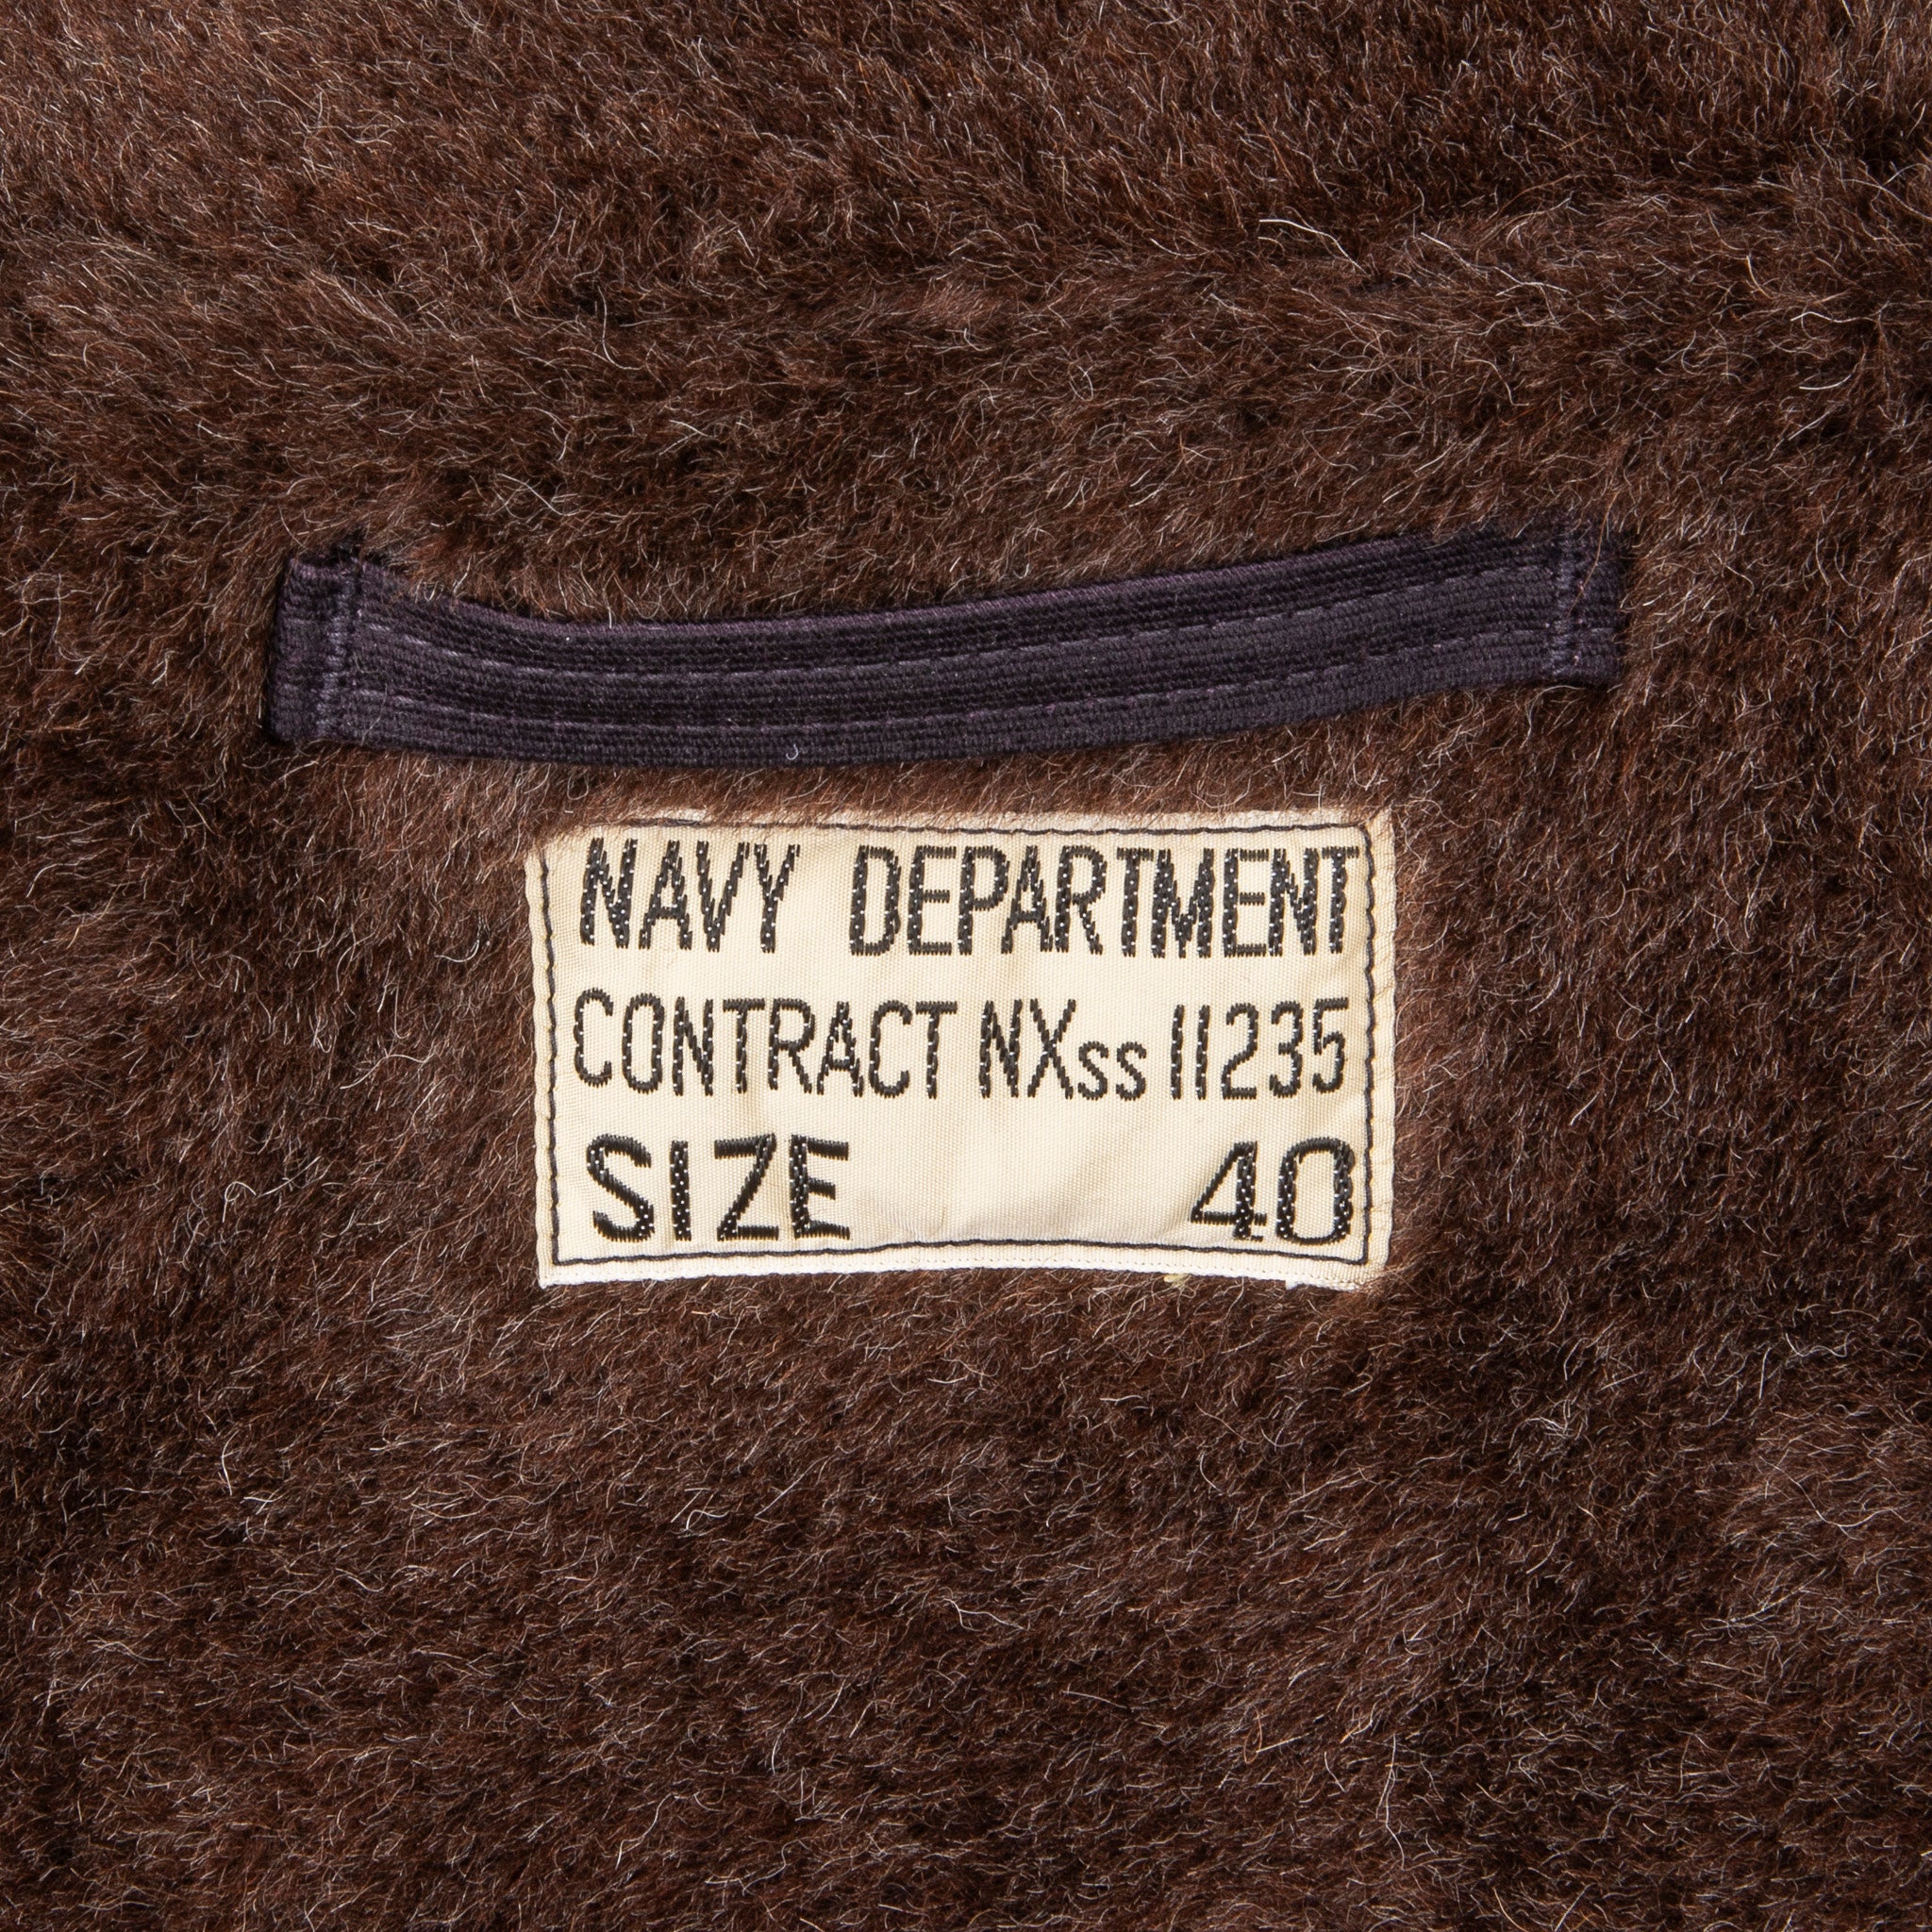 NAVY DEPARTMENT
CONTRACT NXss 11235
SIZE 40